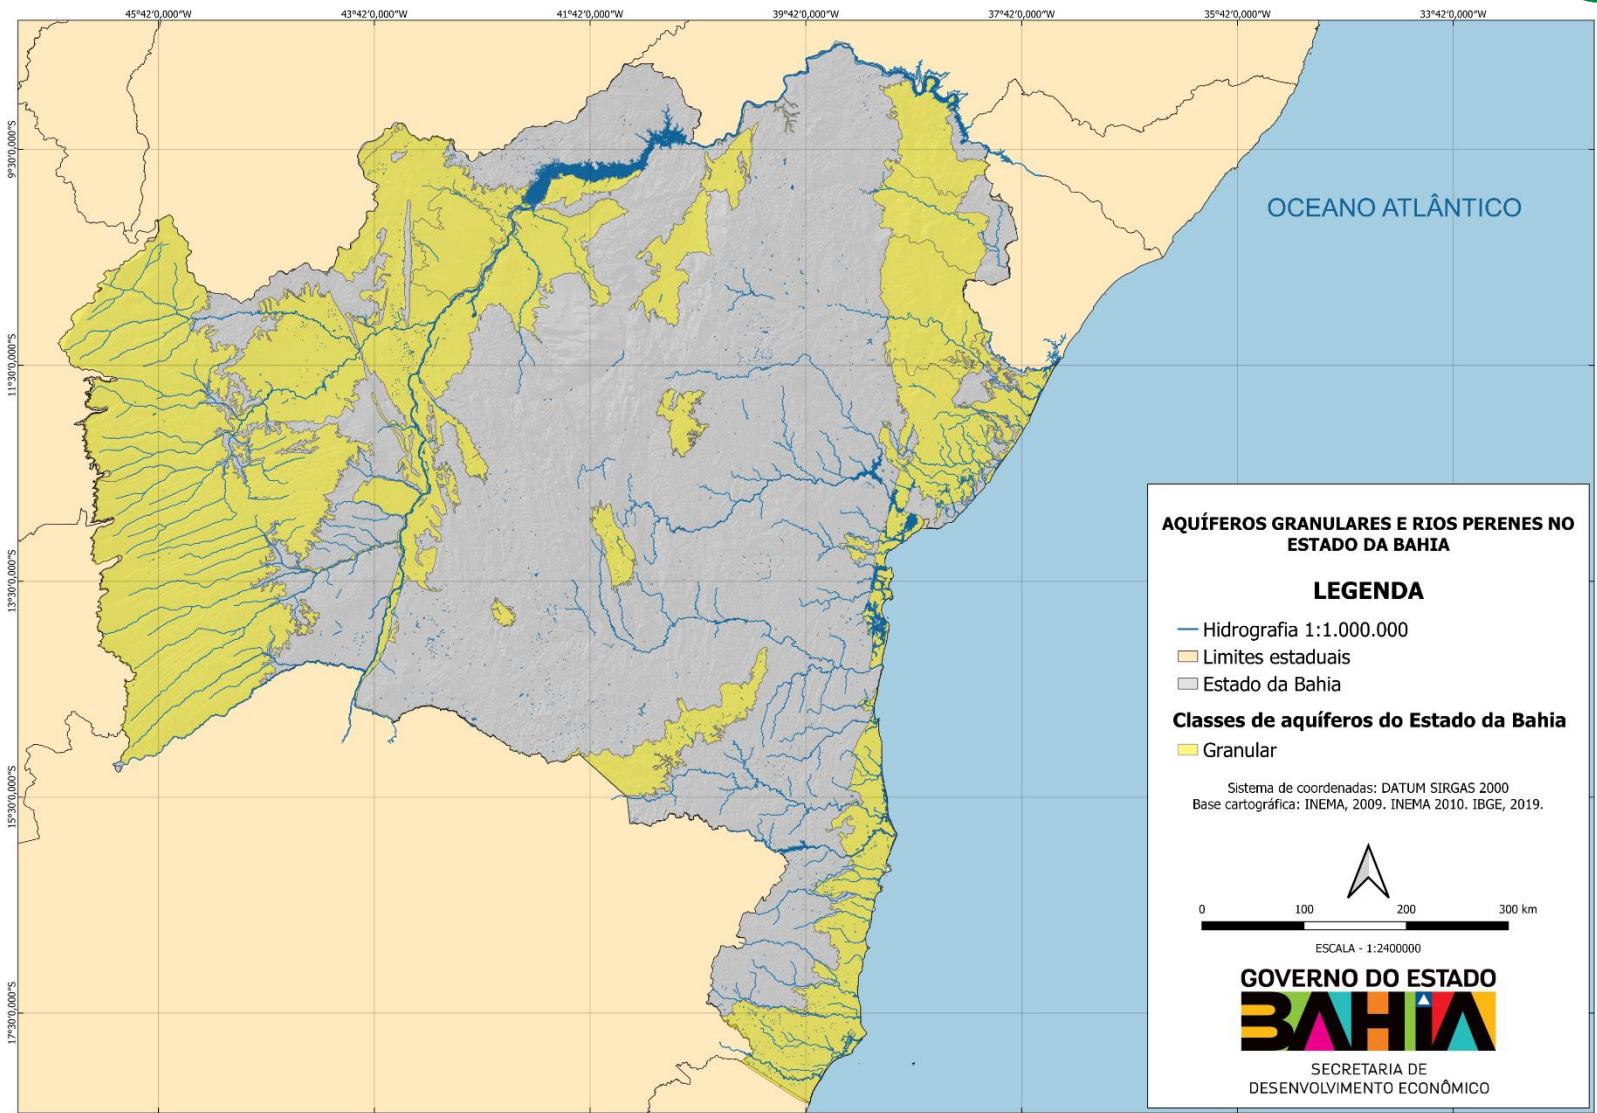 45°42'0,000"W
43°42'0,000"W
41°42'0,000"W
39°42'0,000"W
37°42'0,000"W
35°42'0,000"W
33°42'0,000"W
9°30'0,000"S
11°30'0,000"S
13°30'0,000"S
15°30'0,000"S
17°30'0,000"S
OCEANO ATLÂNTICO
AQUÍFEROS GRANULARES E RIOS PERENES NO
ESTADO DA BAHIA
LEGENDA
Hidrografia 1:1.000.000
Limites estaduais
Estado da Bahia
Classes de aquíferos do Estado da Bahia
Granular
Sistema de coordenadas: DATUM SIRGAS 2000
Base cartográfica: INEMA, 2009. INEMA 2010. IBGE, 2019.
0 100 200 300 km
ESCALA - 1:2400000
GOVERNO DO ESTADO
BAHIA
SECRETARIA DE
DESENVOLVIMENTO ECONÔMICO